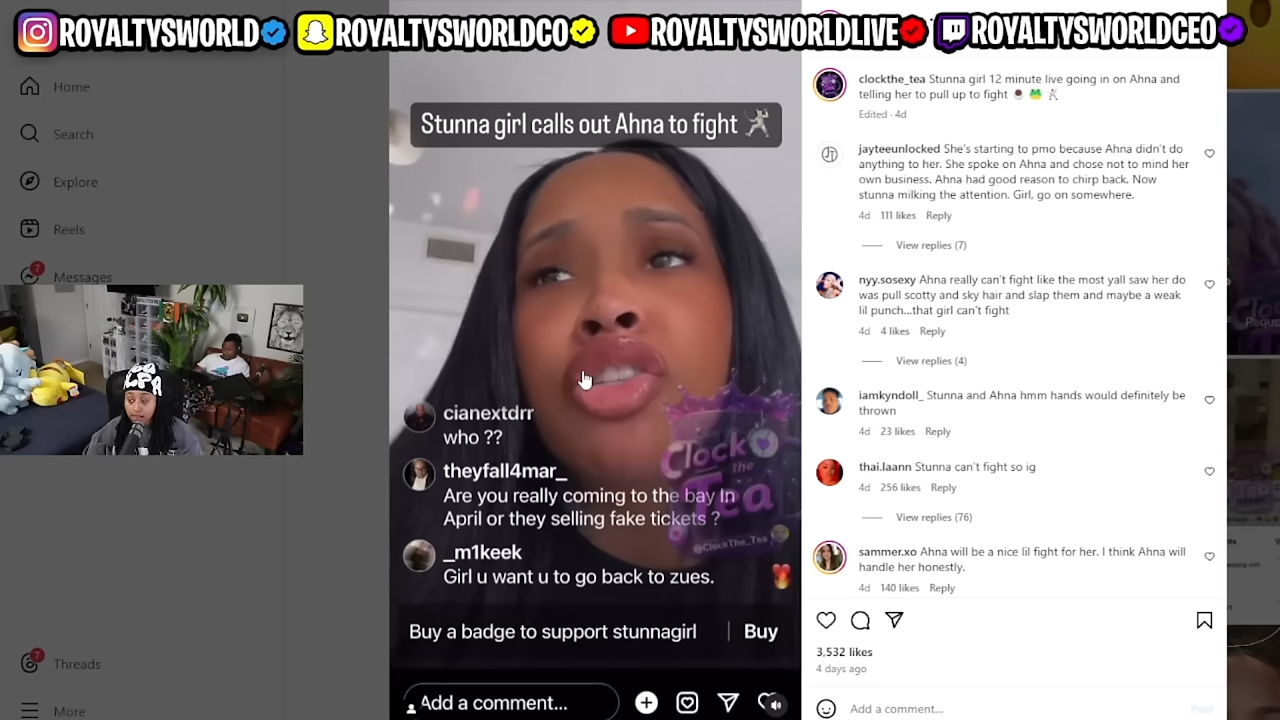 ROYALTYSWORLD
ROYALTYSWORLDCO
ROYALTYSWORLDLIVE
ROYALTYSWORLDCEO
Home
Search
Explore
Reels
7
Messages
7
Threads
More
Stunna girl calls out Ahna to fight
cianextdrr
who ??
theyfall4mar_
Are you really coming to the bay In
April or they selling fake tickets ?
_m1keek
Girl u want u to go back to zues.
Clock
the
Tea
@ClockThe_Tea
Buy a badge to support stunnagirl
Buy
Add a comment...
clockthe_tea Stunna girl 12 minute live going in on Ahna and
telling her to pull up to fight
Edited · 4d
jayteeunlocked She's starting to pmo because Ahna didn't do
anything to her. She spoke on Ahna and chose not to mind her
own business. Ahna had good reason to chirp back. Now
stunna milking the attention. Girl, go on somewhere.
4d 111 likes Reply
View replies (7)
nyy.sosexy Ahna really can't fight like the most yall saw her do
was pull scotty and sky hair and slap them and maybe a weak
lil punch...that girl can't fight
4d 4 likes Reply
View replies (4)
iamkyndoll_ Stunna and Ahna hmm hands would definitely be
thrown
4d 23 likes Reply
thai.laann Stunna can't fight so ig
4d 256 likes Reply
View replies (76)
sammer.xo Ahna will be a nice lil fight for her. I think Ahna will
handle her honestly.
4d 140 likes Reply
3,532 likes
4 days ago
Add a comment...
Post